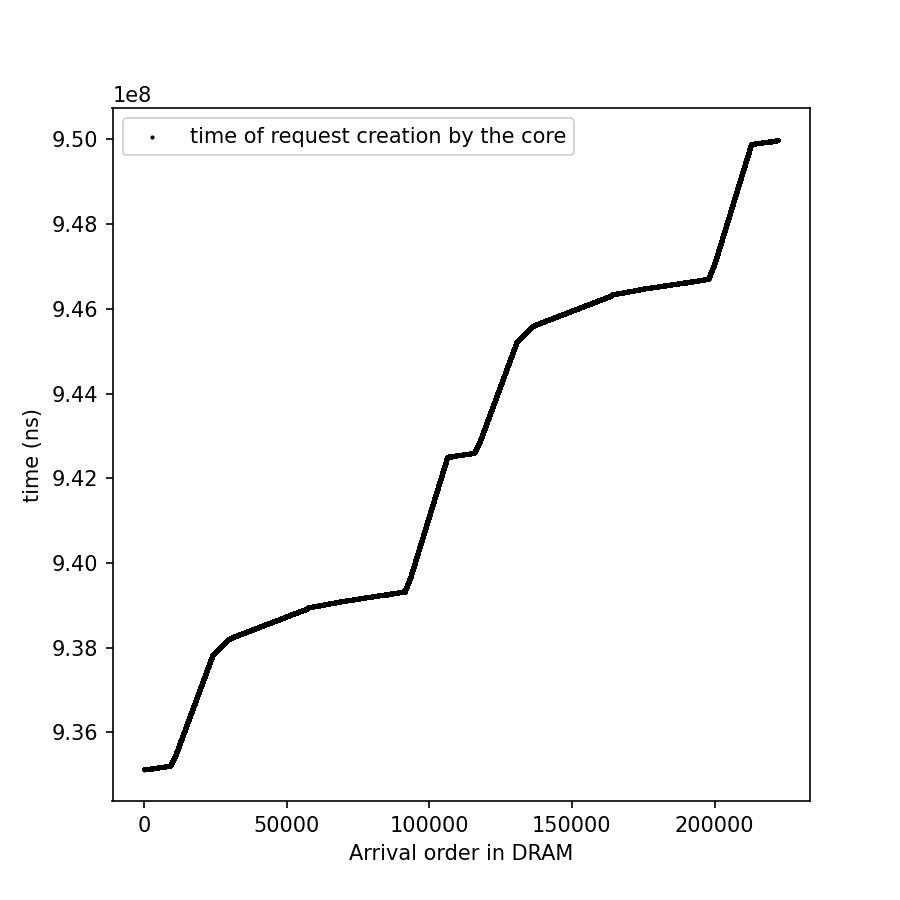 1e8
time of request creation by the core
9.50
9.48
9.46
9.44
9.42
9.40
9.38
9.36
time (ns)
0 50000 100000 150000 200000
Arrival order in DRAM